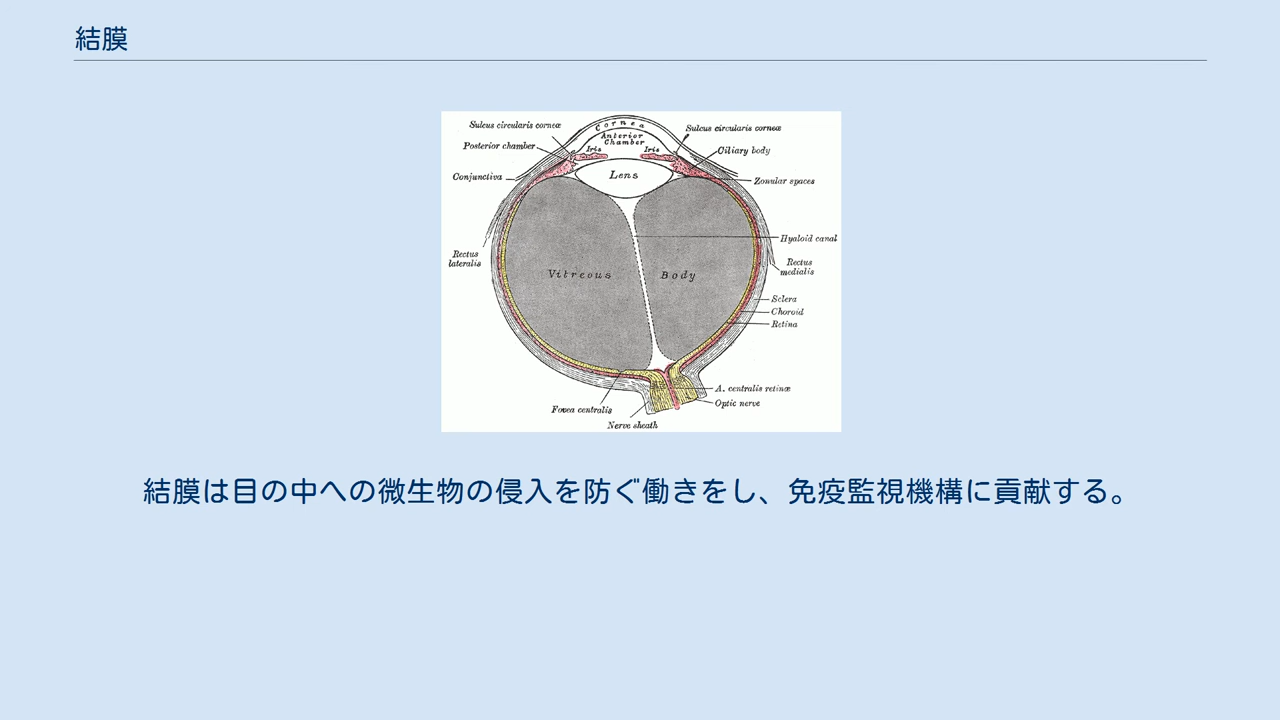 結膜
Sulcus circularis corneæ
Cornea
Sulcus circularis corneæ
Anterior
Chamber
Posterior chamber
Iris
Iris
Ciliary body
Conjunctiva
Lens
Zonular spaces
Hyaloid canal
Rectus
lateralis
Rectus
medialis
Vitreous
Body
Sclera
Choroid
Retina
A. centralis retinæ
Optic nerve
Fovea centralis
Nerve sheath
結膜は目の中への微生物の侵入を防ぐ働きをし、免疫監視機構に貢献する。